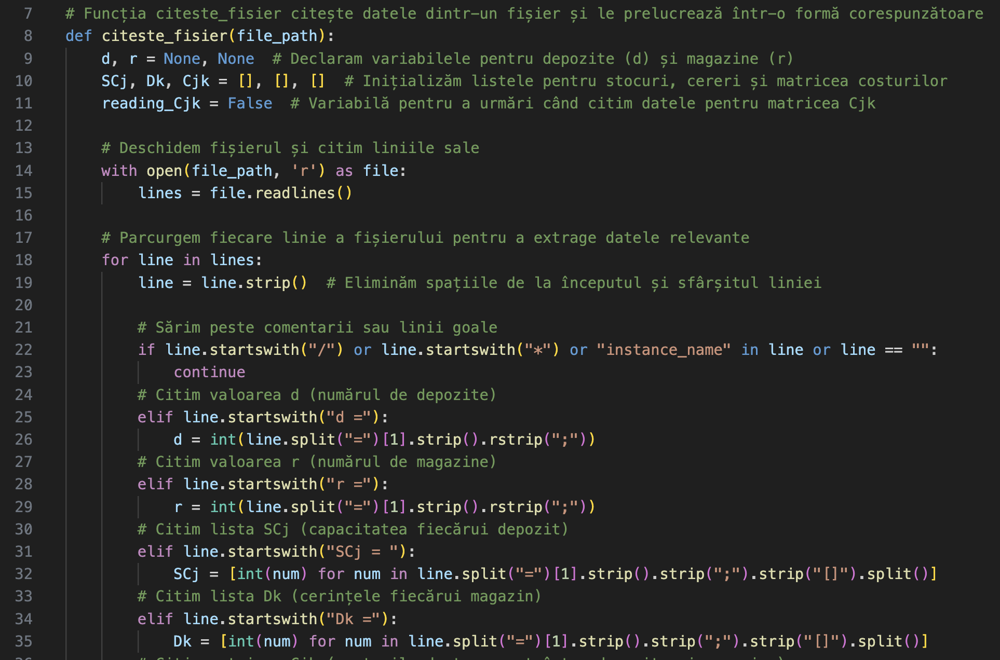 7 # Funcția citeste_fisier citește datele dintr-un fișier și le prelucrează într-o formă corespunzătoare
8 def citeste_fisier(file_path):
9 d, r = None, None # Declaram variabilele pentru depozite (d) și magazine (r)
10 SCj, Dk, Cjk = [], [], [] # Inițializăm listele pentru stocuri, cereri și matricea costurilor
11 reading_Cjk = False # Variabilă pentru a urmări când citim datele pentru matricea Cjk
12
13 # Deschidem fișierul și citim liniile sale
14 with open(file_path, 'r') as file:
15 lines = file.readlines()
16
17 # Parcurgem fiecare linie a fișierului pentru a extrage datele relevante
18 for line in lines:
19 line = line.strip() # Eliminăm spațiile de la începutul și sfârșitul liniei
20
21 # Sărim peste comentarii sau linii goale
22 if line.startswith("/") or line.startswith("*") or "instance_name" in line or line == "":
23 continue
24 # Citim valoarea d (numărul de depozite)
25 elif line.startswith("d ="):
26 d = int(line.split("=")[1].strip().rstrip(";"))
27 # Citim valoarea r (numărul de magazine)
28 elif line.startswith("r ="):
29 r = int(line.split("=")[1].strip().rstrip(";"))
30 # Citim lista SCj (capacitatea fiecărui depozit)
31 elif line.startswith("SCj = "):
32 SCj = [int(num) for num in line.split("=")[1].strip().strip(";").strip("[]").split()]
33 # Citim lista Dk (cerințele fiecărui magazin)
34 elif line.startswith("Dk ="):
35 Dk = [int(num) for num in line.split("=")[1].strip().strip(";").strip("[]").split()]